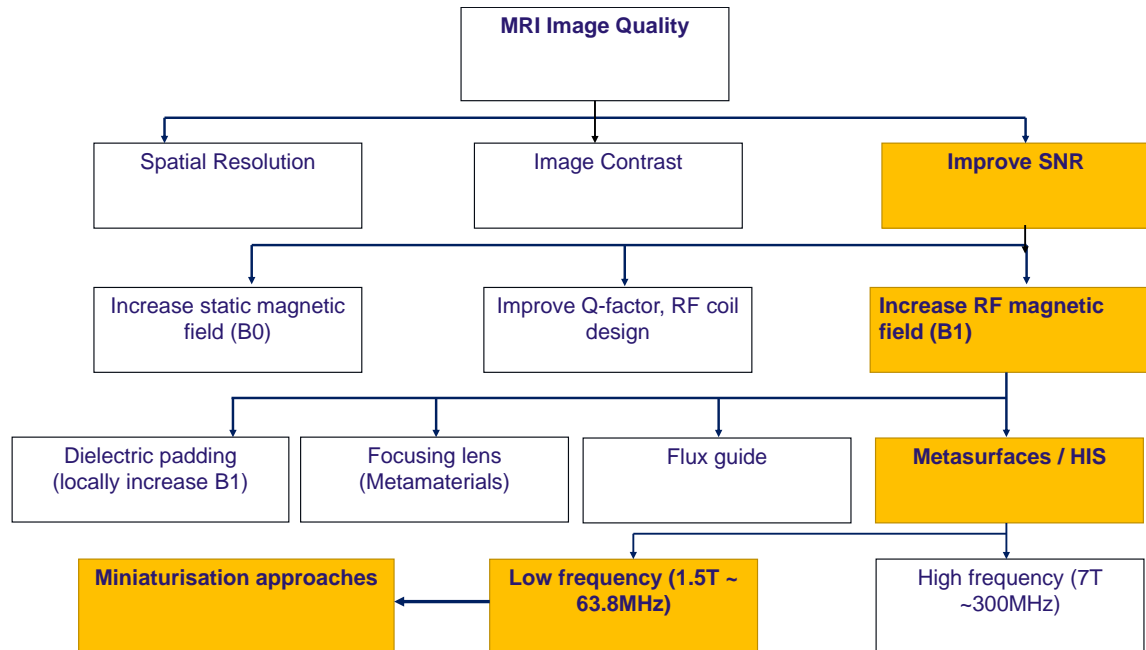 MRI Image Quality
Spatial Resolution
Image Contrast
Improve SNR
Increase static magnetic
field (B0)
Improve Q-factor, RF coil
design
Increase RF magnetic
field (B1)
Dielectric padding
(locally increase B1)
Focusing lens
(Metamaterials)
Flux guide
Metasurfaces / HIS
Miniaturisation approaches
Low frequency (1.5T ~
63.8MHz)
High frequency (7T
~300MHz)